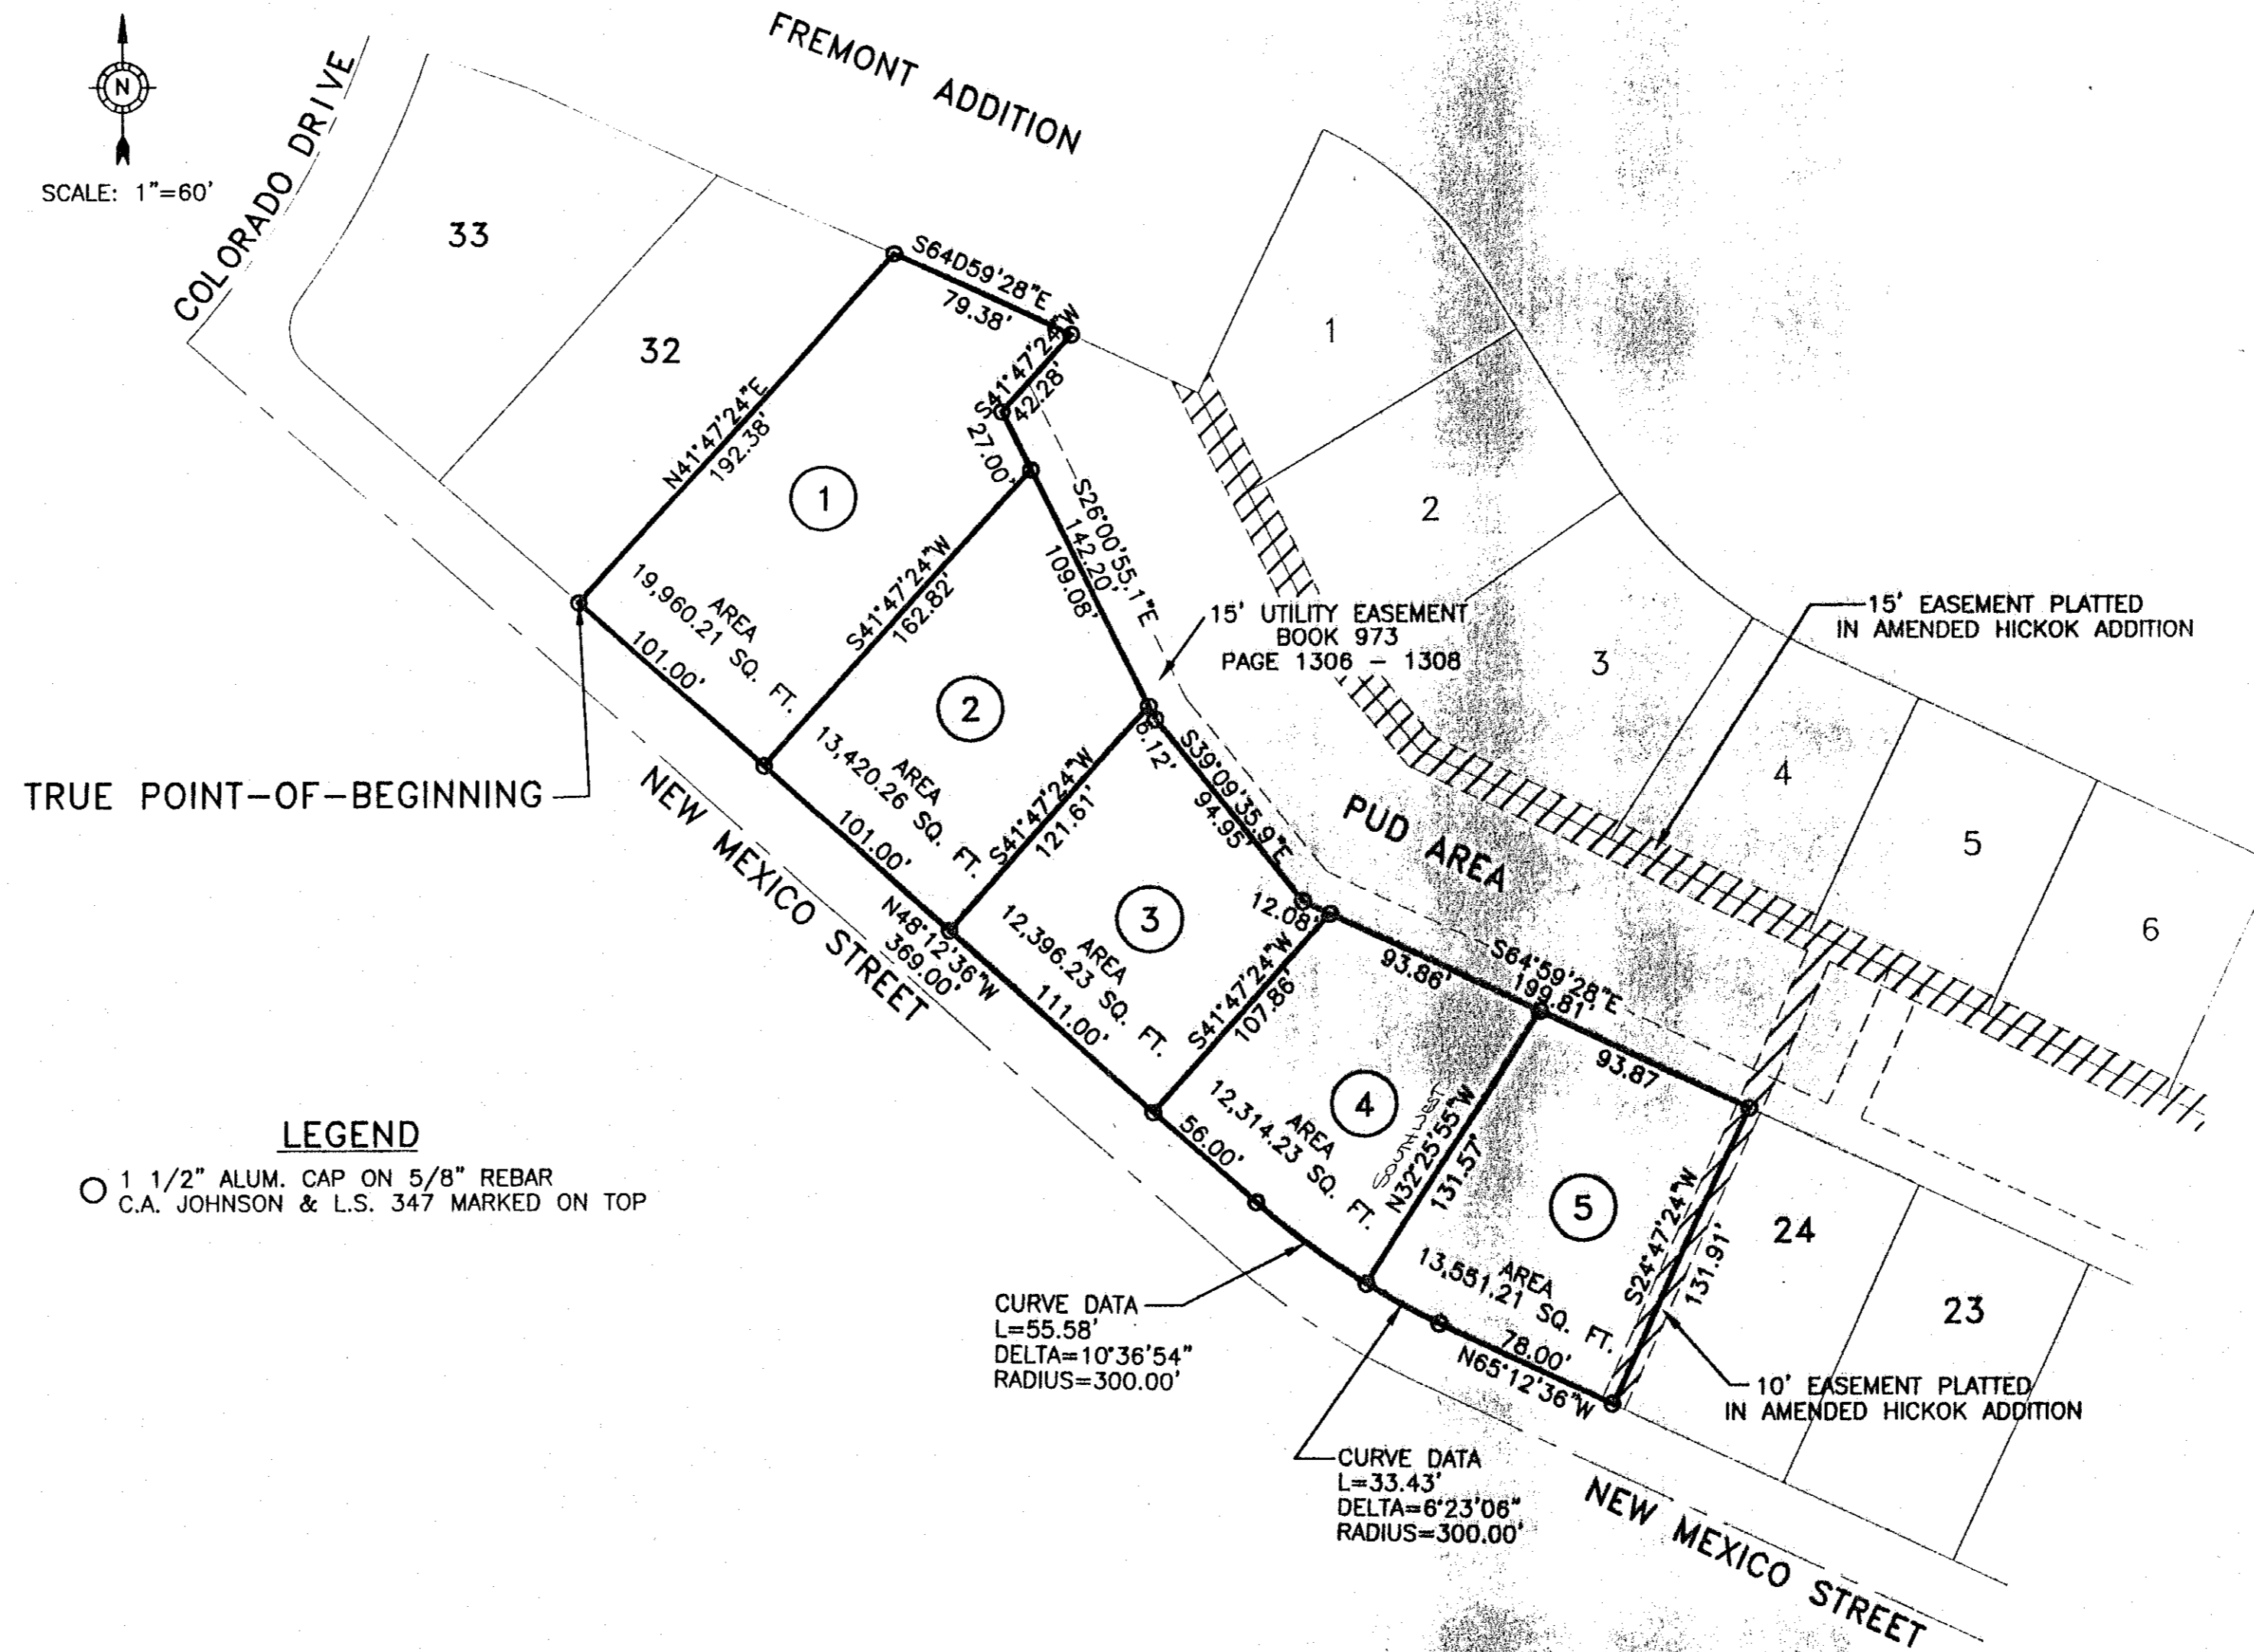 FREMONT ADDITION
N
SCALE: 1"=60'
COLORADO DRIVE
33
32
S64D59'28"E
79.38'
S41°47'24"W
42.28'
27.00'
N41°47'24"E
192.38'
1
AREA
19,960.21 SQ. FT.
101.00'
S41°47'24"W
162.82'
S26°00'55.1"E
142.20'
109.08'
1
2
3
4
5
6
15' UTILITY EASEMENT
BOOK 973
PAGE 1306 – 1308
15' EASEMENT PLATTED
IN AMENDED HICKOK ADDITION
2
AREA
13,420.26 SQ. FT.
101.00'
S41°47'24"W
121.61'
6.12'
S39°09'35.9"E
94.95'
PUD AREA
TRUE POINT-OF-BEGINNING
NEW MEXICO STREET
N48°12'36"W
369.00'
3
AREA
12,396.23 SQ. FT.
111.00'
12.08'
S41°47'24"W
107.86'
93.86'
S64°59'28"E
199.81'
93.87
4
AREA
12,314.23 SQ. FT.
56.00'
SOUTHWEST
N32°25'55"W
131.57'
5
AREA
13,551.21 SQ. FT.
78.00'
N65°12'36"W
S24°47'24"W
131.91'
24
23
LEGEND
1 1/2" ALUM. CAP ON 5/8" REBAR
C.A. JOHNSON & L.S. 347 MARKED ON TOP
CURVE DATA
L=55.58'
DELTA=10°36'54"
RADIUS=300.00'
CURVE DATA
L=33.43'
DELTA=6°23'06"
RADIUS=300.00'
10' EASEMENT PLATTED
IN AMENDED HICKOK ADDITION
NEW MEXICO STREET